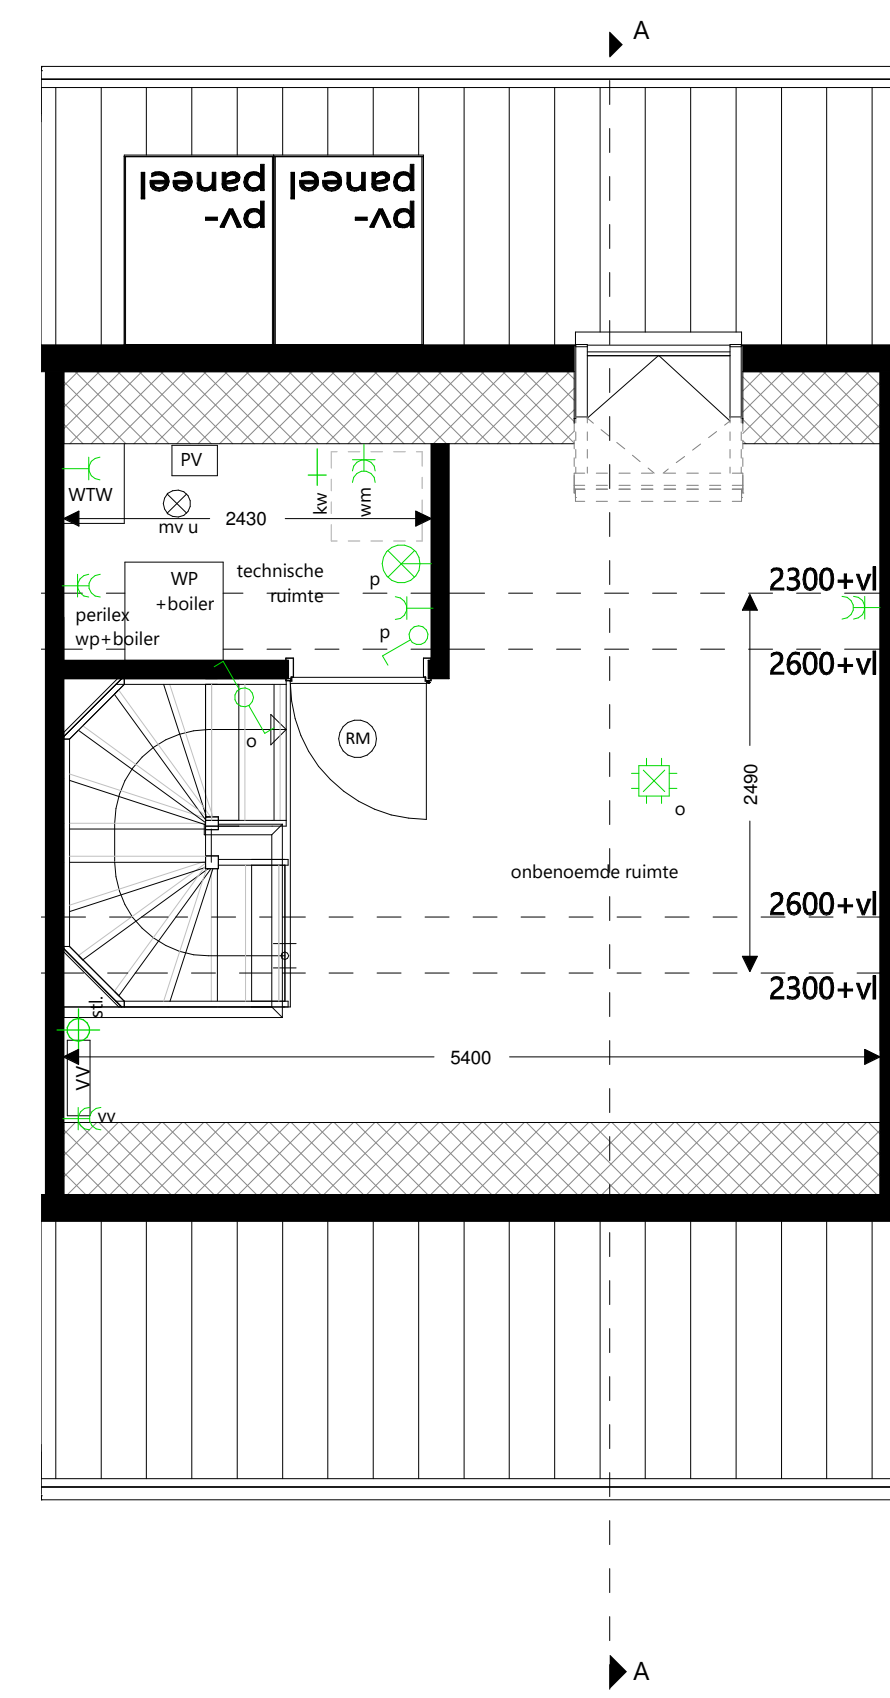 A
pv-
paneel
pv-
paneel
PV
WTW
mv u
2430
kw
wm
technische
ruimte
p
WP
+boiler
perilex
wp+boiler
p
2300+vl
2600+vl
o
RM
2490
o
onbenoemde ruimte
2600+vl
2300+vl
stl.
5400
VV
vv
A